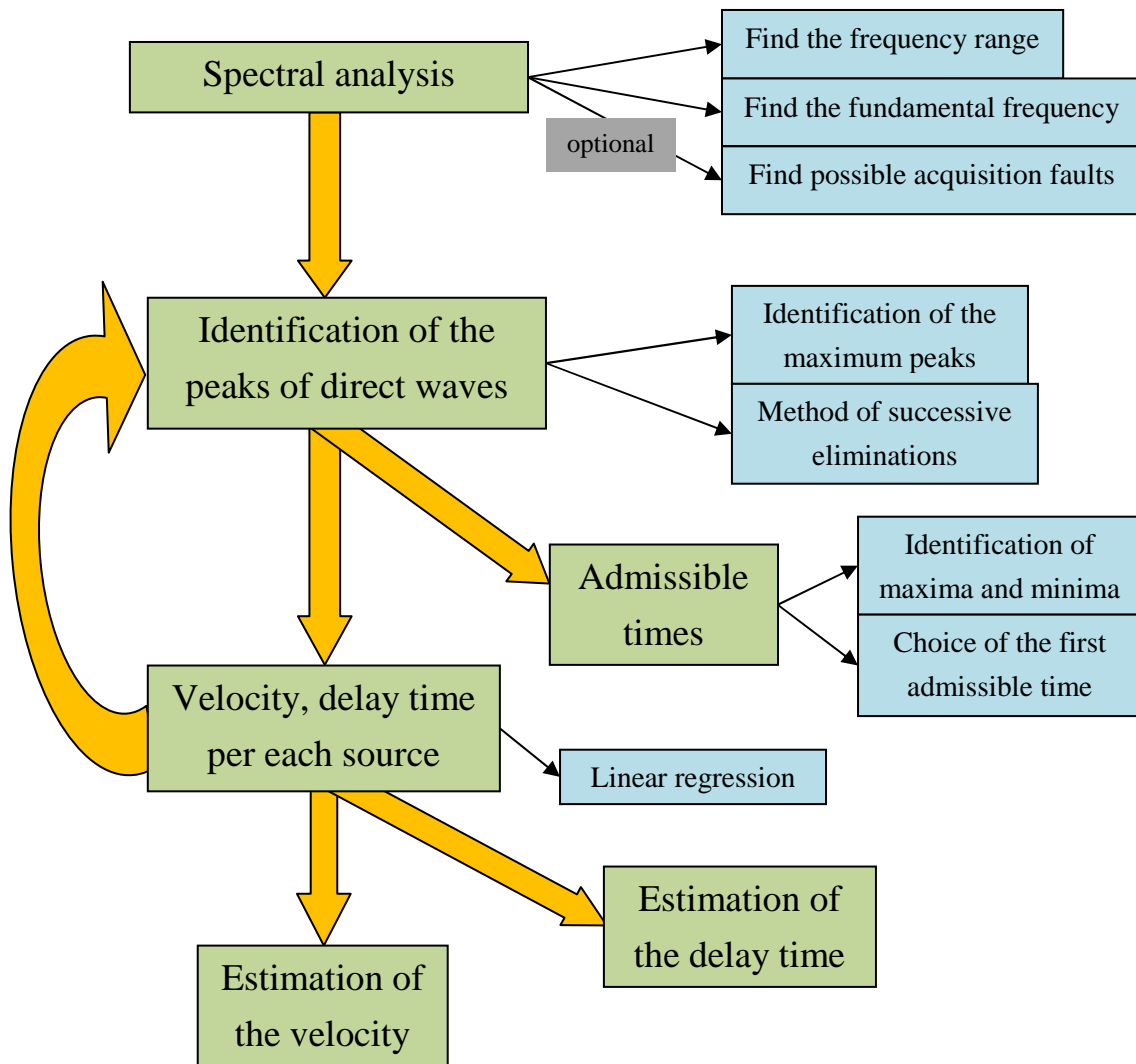 Spectral analysis
Find the frequency range
Find the fundamental frequency
optional
Find possible acquisition faults
Identification of the
peaks of direct waves
Identification of the
maximum peaks
Method of successive
eliminations
Admissible
times
Identification of
maxima and minima
Choice of the first
admissible time
Velocity, delay time
per each source
Linear regression
Estimation of
the delay time
Estimation of
the velocity